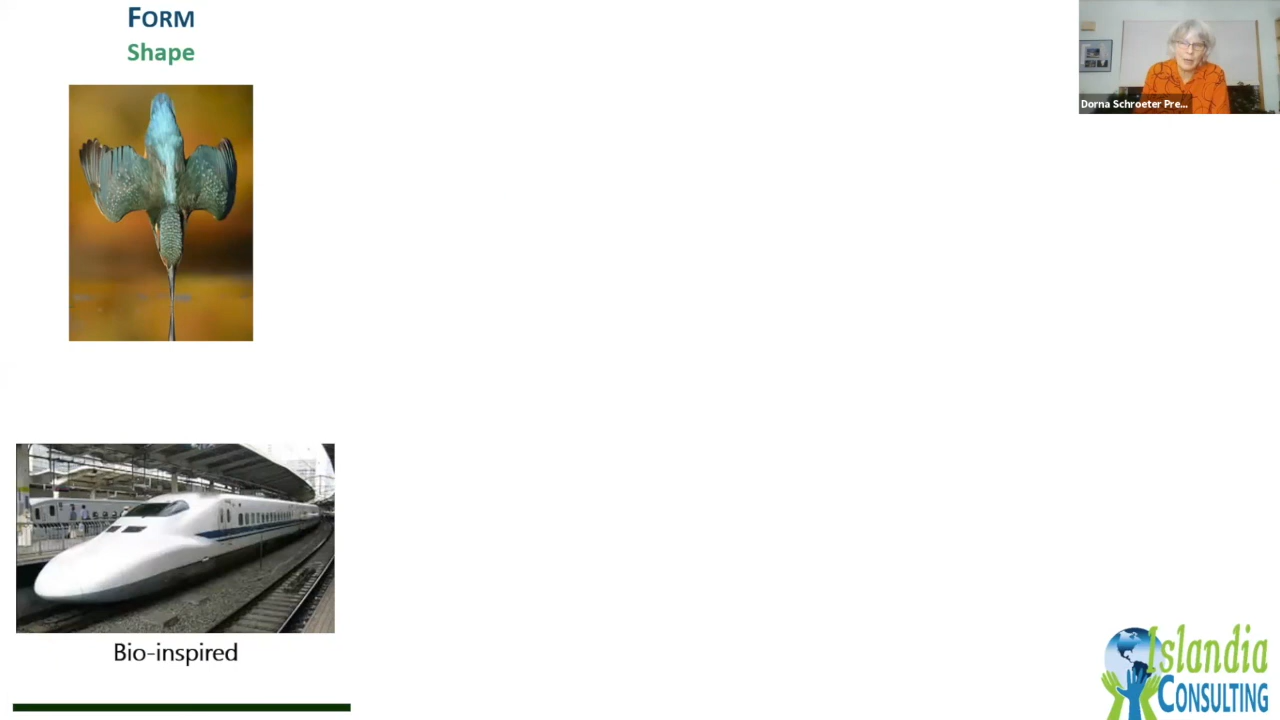 FORM
Shape
Dorna Schroeter Pre...
Bio-inspired
Islandia
CONSULTING